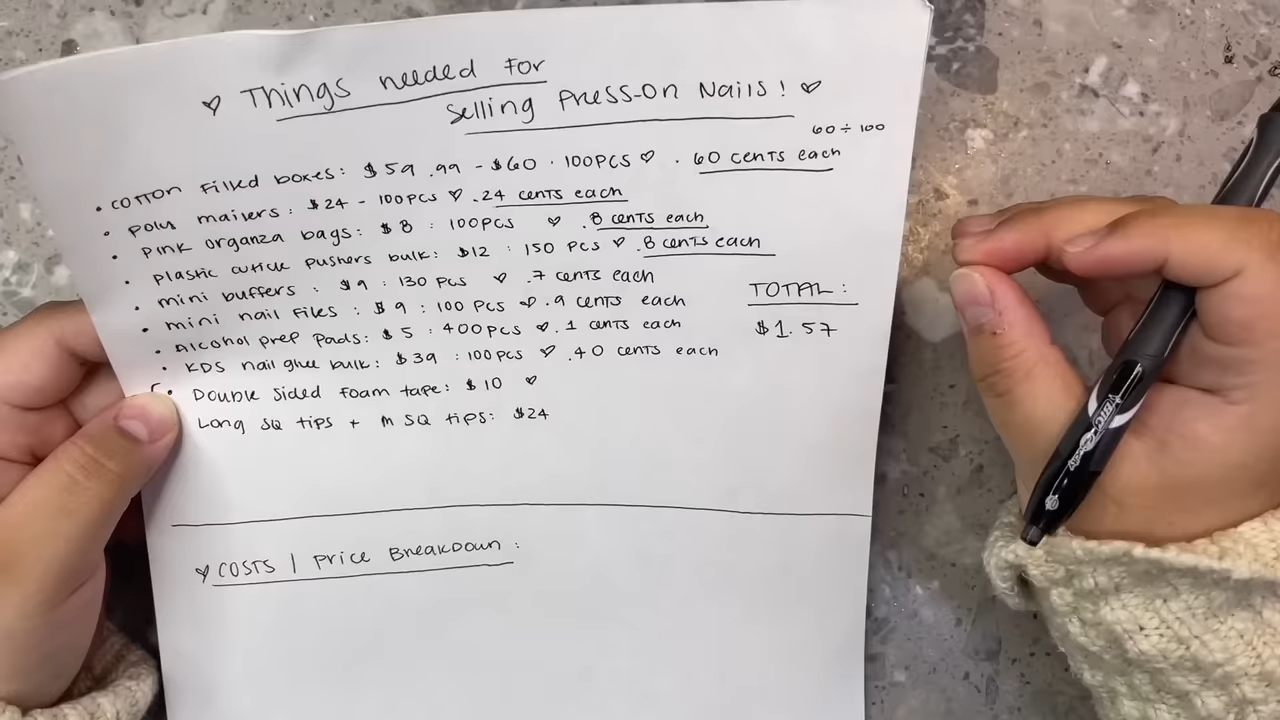 ♡ Things needed for
selling Press-on Nails! ♡
60 ÷ 100
• cotton filled boxes: $59.99 - $60 · 100pcs ♡ . 60 cents each
• poly mailers: $24 - 100pcs ♡ .24 cents each
• pink organza bags: $8 : 100pcs ♡ .8 cents each
• plastic cuticle pushers bulk: $12 : 150 pcs ♡ .8 cents each
• mini buffers : $9 : 130 pcs ♡ .7 cents each
• mini nail files : $9 : 100 pcs ♡ .9 cents each
• Alcohol prep pads: $5 : 400pcs ♡ .1 cents each
• KDS nail glue bulk: $39 : 100pcs ♡ .40 cents each
• Double sided foam tape: $10 ♡
Long SQ tips + M SQ tips: $24
TOTAL:
$1.57
♡ COSTS | Price Breakdown :
BIC